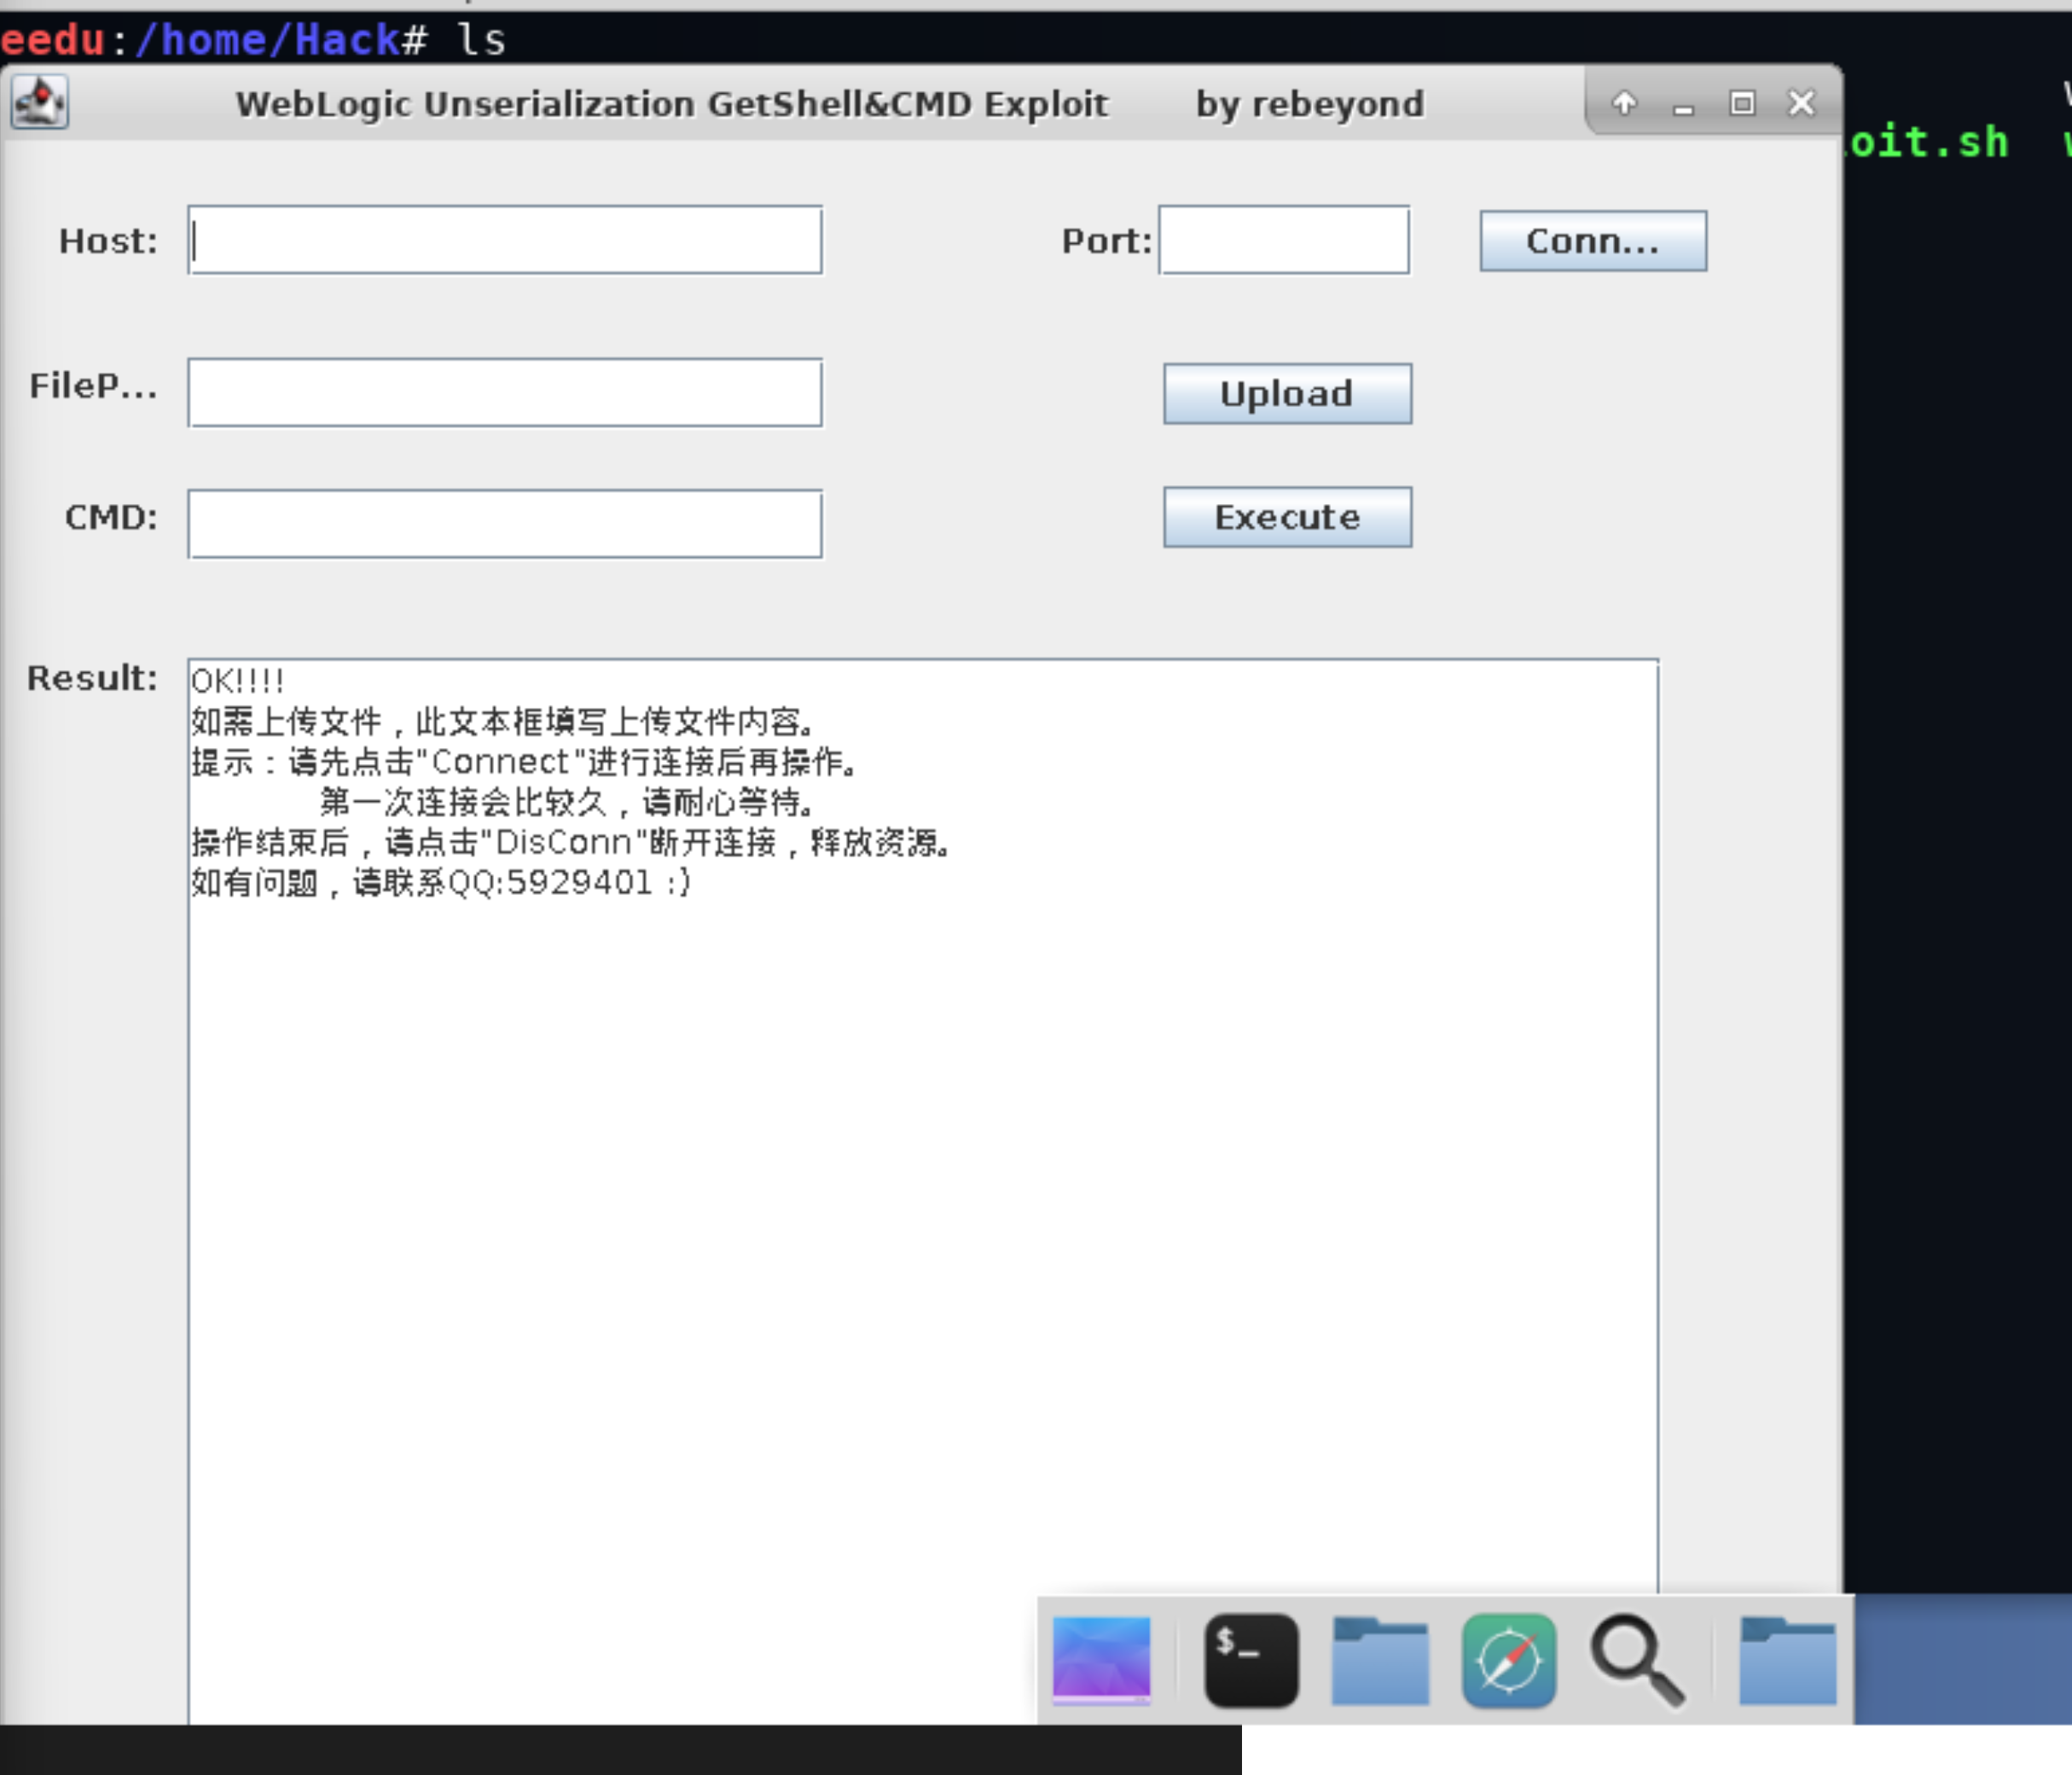 eedu:/home/Hack# ls
WebLogic Unserialization GetShell&CMD Exploit by rebeyond
oit.sh
Host:
Port:
Conn...
FileP...
Upload
CMD:
Execute
Result:
OK!!!!
如需上传文件，此文本框填写上传文件内容。
提示：请先点击"Connect"进行连接后再操作。
第一次连接会比较久，请耐心等待。
操作结束后，请点击"DisConn"断开连接，释放资源。
如有问题，请联系QQ:5929401 :)
$_